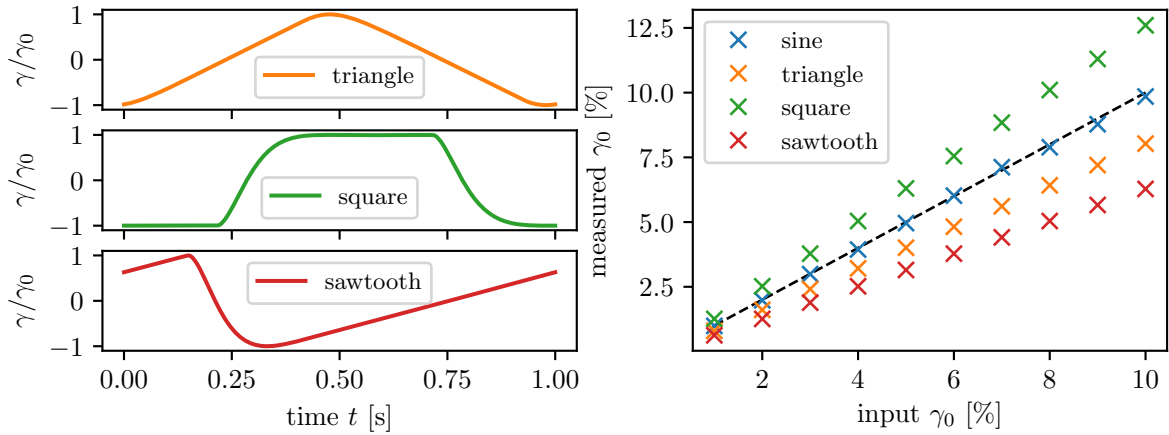 γ/γ₀
1
0
−1
triangle
γ/γ₀
1
0
−1
square
γ/γ₀
1
0
−1
sawtooth
0.00 0.25 0.50 0.75 1.00
time t [s]
measured γ₀ [%]
12.5
10.0
7.5
5.0
2.5
sine
triangle
square
sawtooth
2 4 6 8 10
input γ₀ [%]